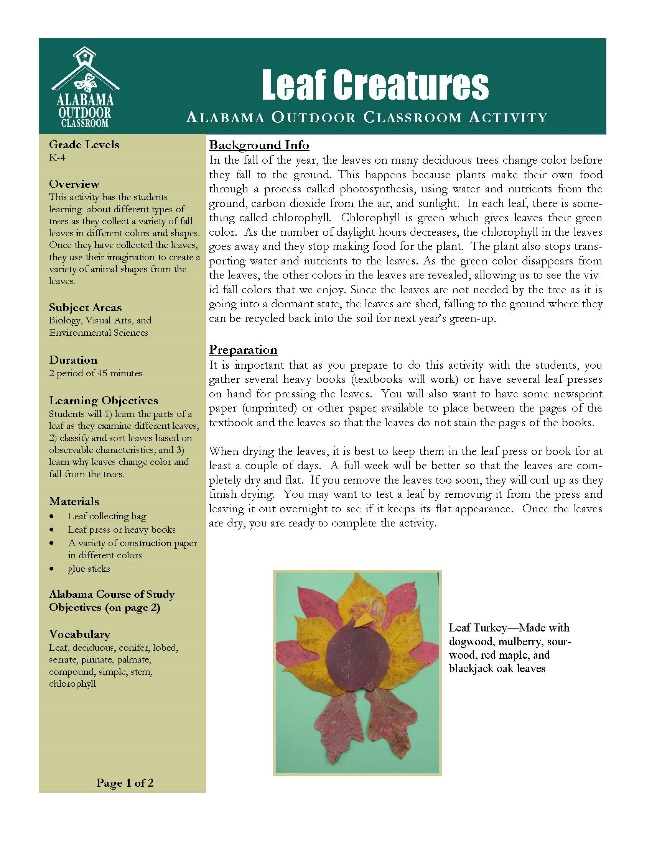 ALABAMA
OUTDOOR
CLASSROOM
Leaf Creatures
ALABAMA OUTDOOR CLASSROOM ACTIVITY
Grade Levels
K-4
Overview
This activity has the students
learning about different types of
trees as they collect a variety of fall
leaves in different colors and shapes.
Once they have collected the leaves,
they use their imagination to create a
variety of animal shapes from the
leaves.
Subject Areas
Biology, Visual Arts, and
Environmental Sciences
Duration
2 period of 45 minutes
Learning Objectives
Students will 1) learn the parts of a
leaf as they examine different leaves,
2) classify and sort leaves based on
observable characteristics, and 3)
learn why leaves change color and
fall from the trees.
Materials
• Leaf collecting bag
• Leaf press or heavy books
• A variety of construction paper
in different colors
• glue sticks
Alabama Course of Study
Objectives (on page 2)
Vocabulary
Leaf, deciduous, conifer, lobed,
serrate, pinnate, palmate,
compound, simple, stem,
chlorophyll
Page 1 of 2
Background Info
In the fall of the year, the leaves on many deciduous trees change color before
they fall to the ground. This happens because plants make their own food
through a process called photosynthesis, using water and nutrients from the
ground, carbon dioxide from the air, and sunlight. In each leaf, there is some-
thing called chlorophyll. Chlorophyll is green which gives leaves their green
color. As the number of daylight hours decreases, the chlorophyll in the leaves
goes away and they stop making food for the plant. The plant also stops trans-
porting water and nutrients to the leaves. As the green color disappears from
the leaves, the other colors in the leaves are revealed, allowing us to see the viv-
id fall colors that we enjoy. Since the leaves are not needed by the tree as it is
going into a dormant state, the leaves are shed, falling to the ground where they
can be recycled back into the soil for next year's green-up.
Preparation
It is important that as you prepare to do this activity with the students, you
gather several heavy books (textbooks will work) or have several leaf presses
on hand for pressing the leaves. You will also want to have some newsprint
paper (unprinted) or other paper available to place between the pages of the
textbook and the leaves so that the leaves do not stain the pages of the books.
When drying the leaves, it is best to keep them in the leaf press or book for at
least a couple of days. A full week will be better so that the leaves are com-
pletely dry and flat. If you remove the leaves too soon, they will curl up as they
finish drying. You may want to test a leaf by removing it from the press and
leaving it out overnight to see if it keeps its flat appearance. Once the leaves
are dry, you are ready to complete the activity.
Leaf Turkey—Made with
dogwood, mulberry, sour-
wood, red maple, and
blackjack oak leaves